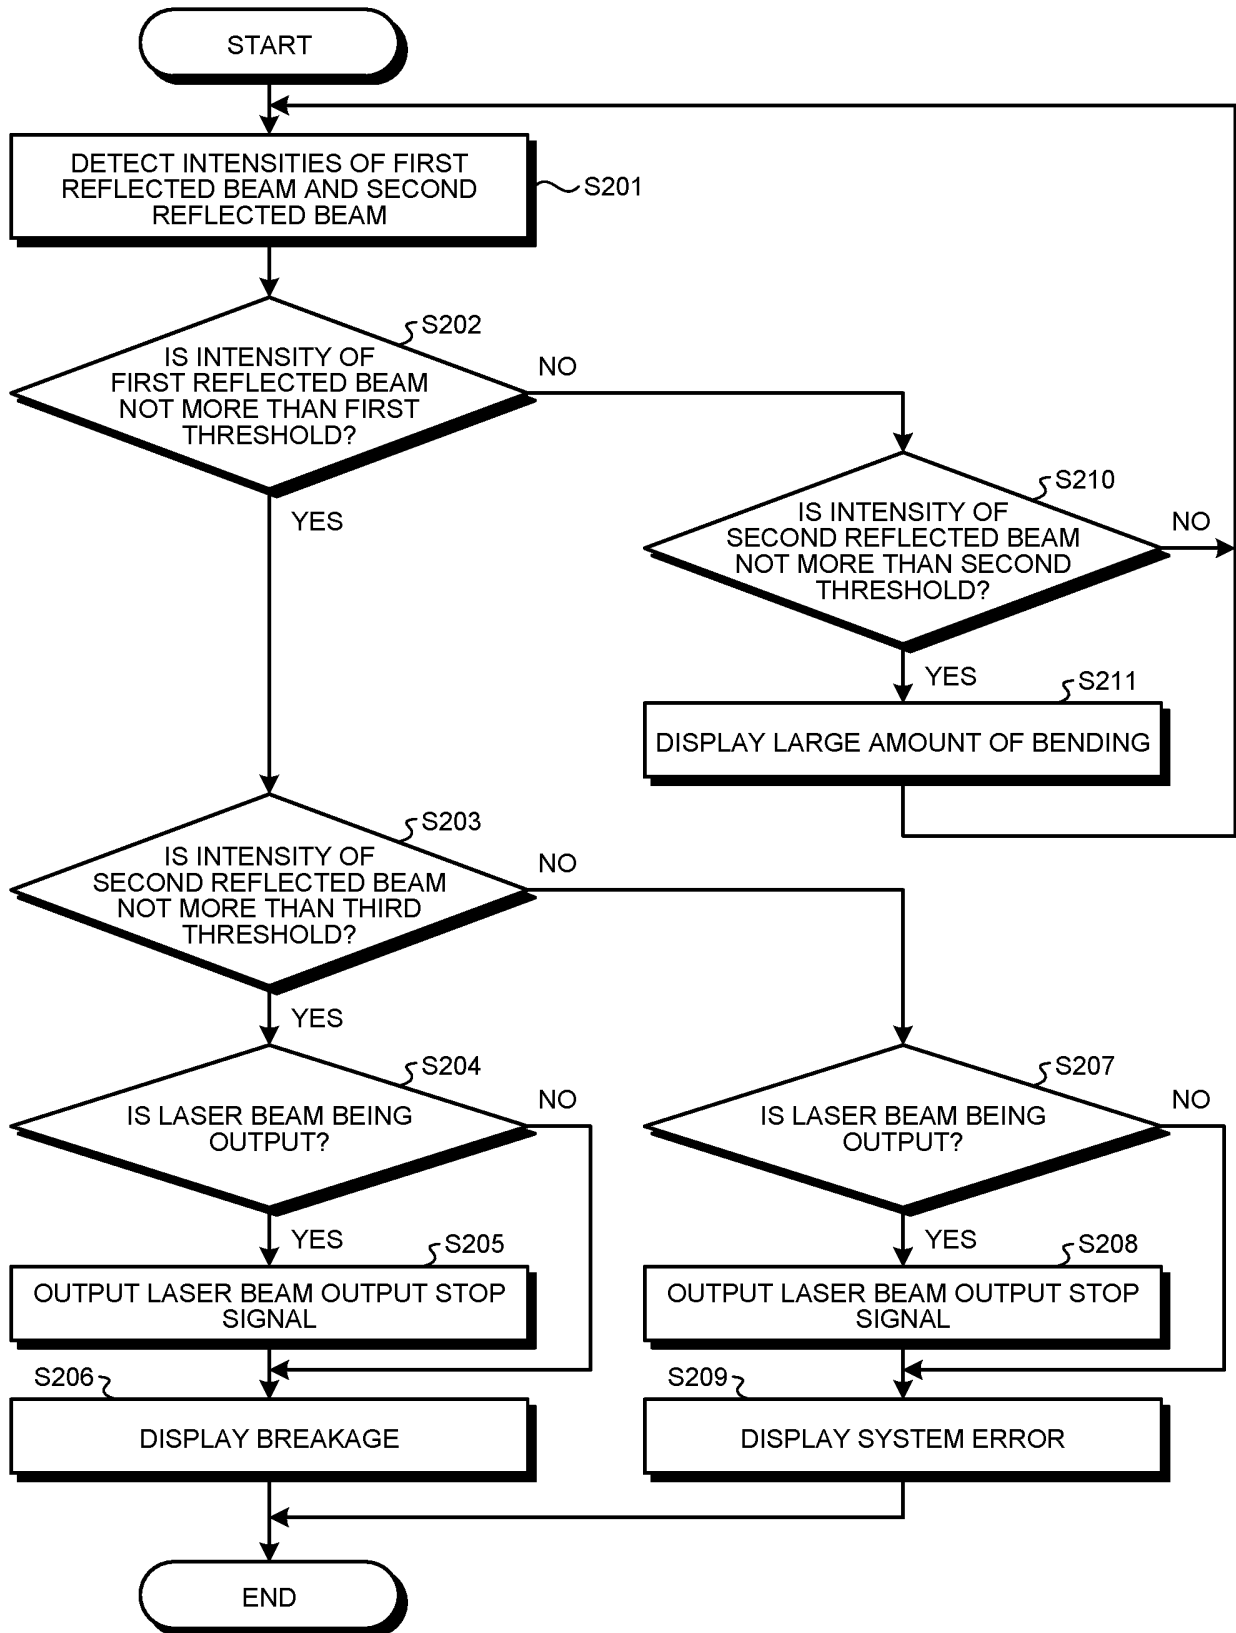 START
DETECT INTENSITIES OF FIRST
REFLECTED BEAM AND SECOND
REFLECTED BEAM
S201
S202
IS INTENSITY OF
FIRST REFLECTED BEAM
NOT MORE THAN FIRST
THRESHOLD?
NO
YES
S210
IS INTENSITY OF
SECOND REFLECTED BEAM
NOT MORE THAN SECOND
THRESHOLD?
NO
YES
S211
DISPLAY LARGE AMOUNT OF BENDING
S203
IS INTENSITY OF
SECOND REFLECTED BEAM
NOT MORE THAN THIRD
THRESHOLD?
NO
YES
S204
IS LASER BEAM BEING
OUTPUT?
NO
YES
S205
OUTPUT LASER BEAM OUTPUT STOP
SIGNAL
S206
DISPLAY BREAKAGE
S207
IS LASER BEAM BEING
OUTPUT?
NO
YES
S208
OUTPUT LASER BEAM OUTPUT STOP
SIGNAL
S209
DISPLAY SYSTEM ERROR
END